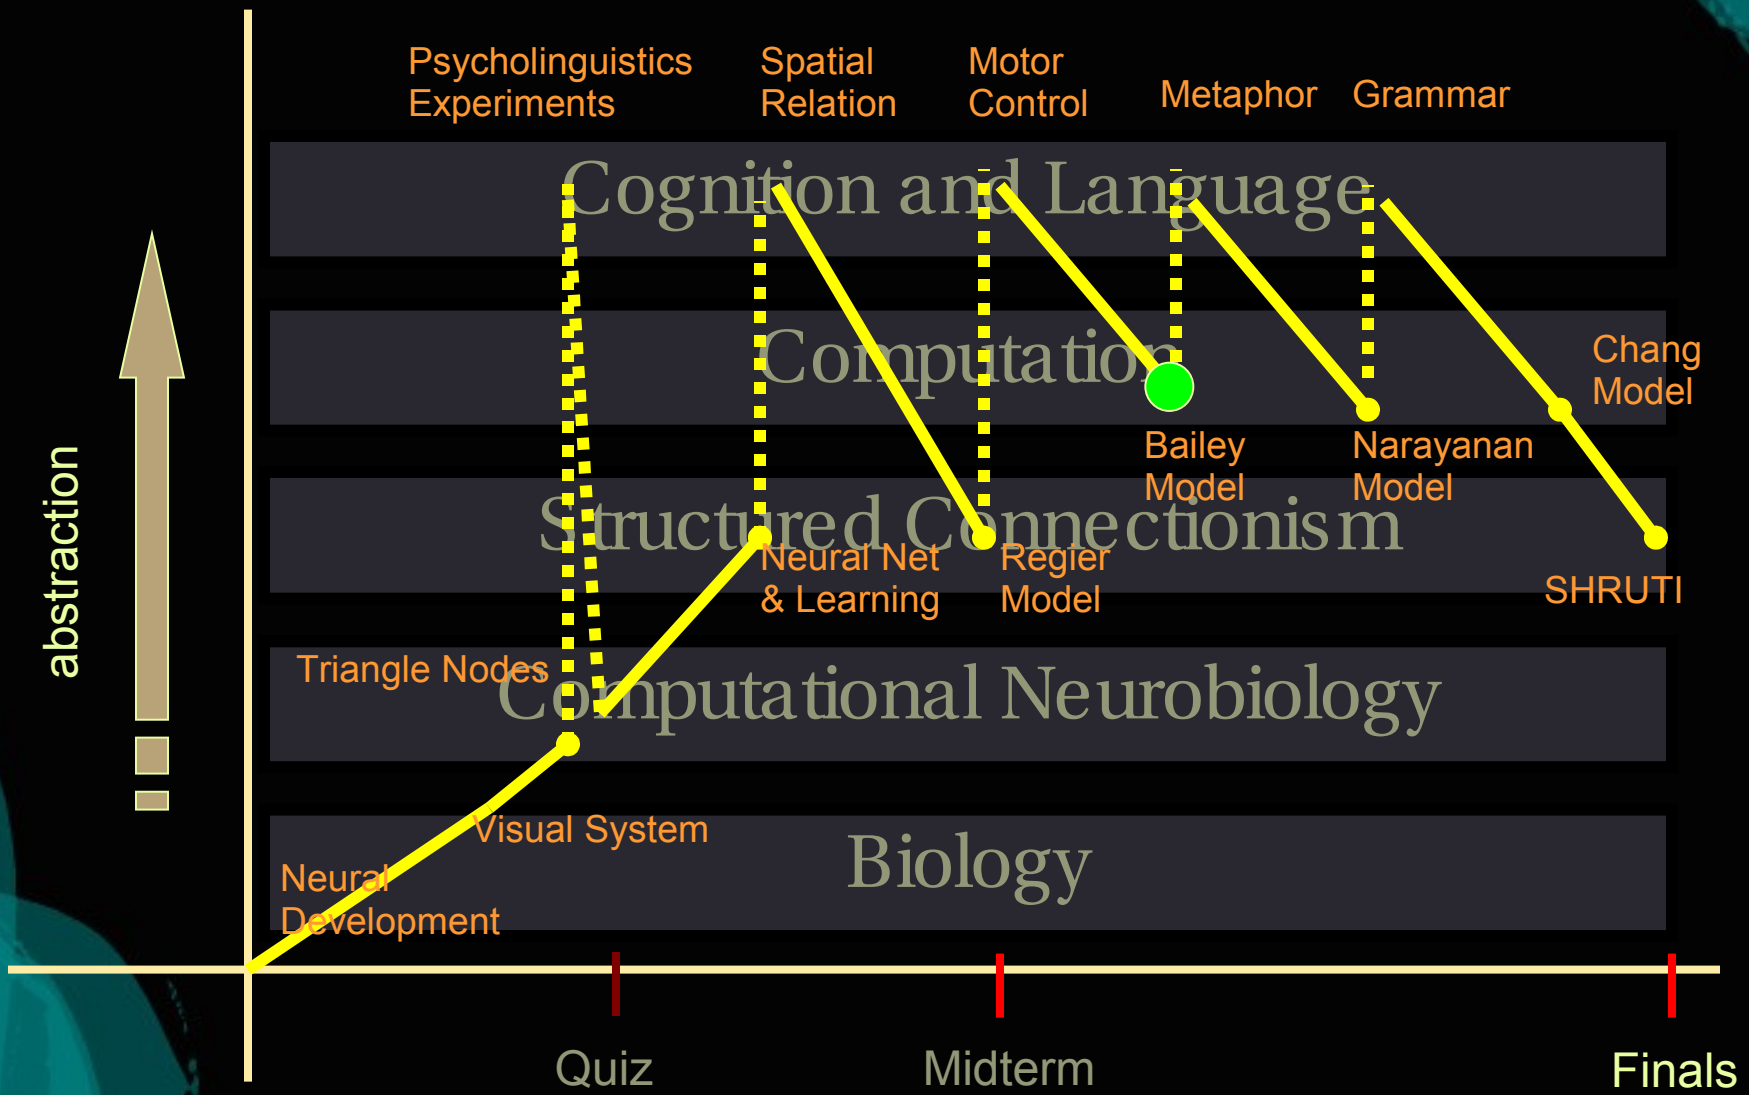 Psycholinguistics
Experiments
Spatial
Relation
Motor
Control
Metaphor
Grammar
Cognition and Language
Computation
Chang
Model
Bailey
Model
Narayanan
Model
abstraction
Structured Connectionism
Neural Net
& Learning
Regier
Model
SHRUTI
Triangle Nodes
Computational Neurobiology
Visual System
Biology
Neural
Development
Quiz
Midterm
Finals